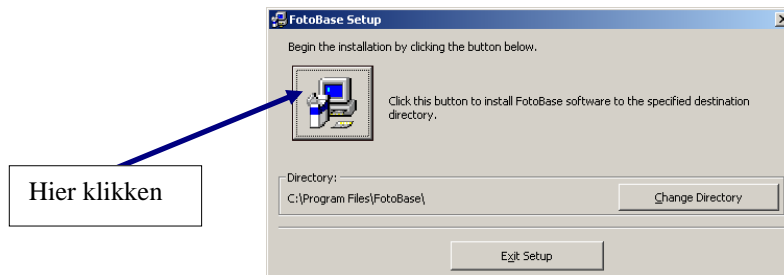 FotoBase Setup
Begin the installation by clicking the button below.
Click this button to install FotoBase software to the specified destination
directory.
Hier klikken
Directory:
C:\Program Files\FotoBase\
Change Directory
Exit Setup